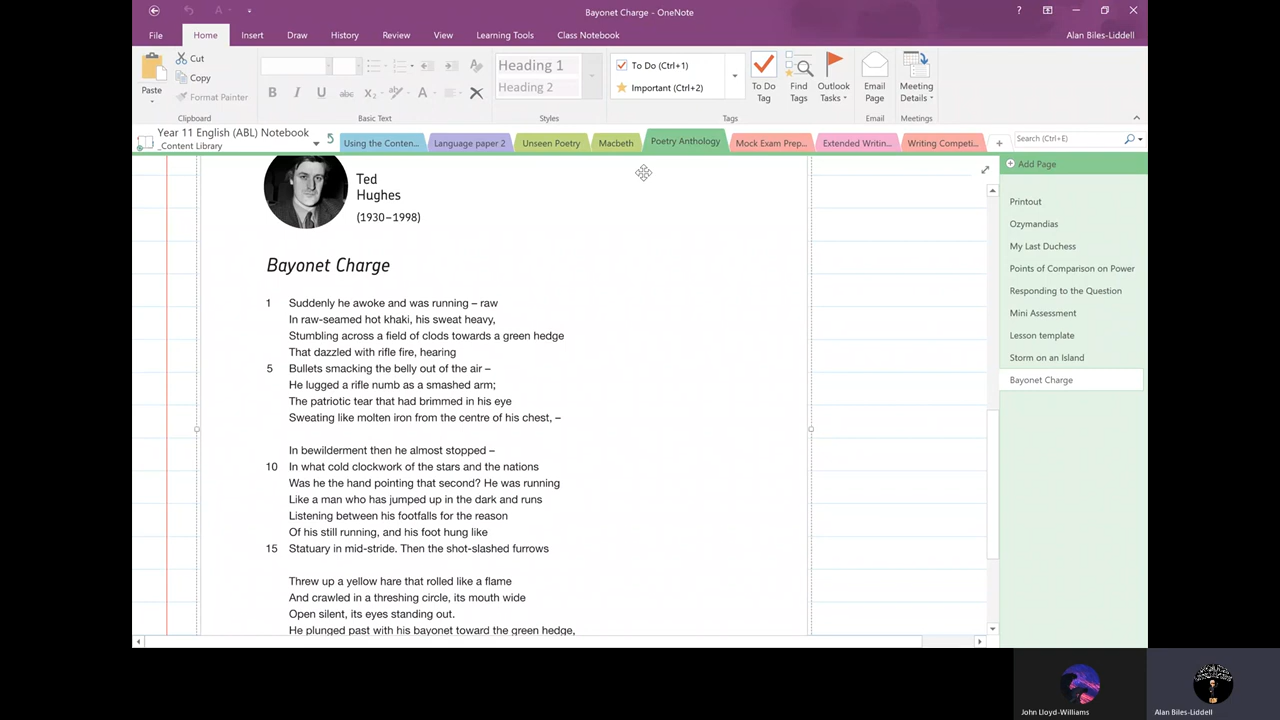 Bayonet Charge - OneNote
?
File
Home
Insert
Draw
History
Review
View
Learning Tools
Class Notebook
Alan Biles-Liddell
Paste
Cut
Copy
Format Painter
Clipboard
B I U abc X₂ A
Basic Text
Heading 1
Heading 2
Styles
To Do (Ctrl+1)
Important (Ctrl+2)
To Do Tag
Find Tags
Outlook Tasks
Tags
Email Page
Email
Meeting Details
Meetings
Year 11 English (ABL) Notebook
_Content Library
Using the Conten...
Language paper 2
Unseen Poetry
Macbeth
Poetry Anthology
Mock Exam Prep...
Extended Writin...
Writing Competi...
+
Search (Ctrl+E)
Add Page
Printout
Ozymandias
My Last Duchess
Points of Comparison on Power
Responding to the Question
Mini Assessment
Lesson template
Storm on an Island
Bayonet Charge
Ted
Hughes
(1930–1998)
Bayonet Charge
1 Suddenly he awoke and was running – raw
In raw-seamed hot khaki, his sweat heavy,
Stumbling across a field of clods towards a green hedge
That dazzled with rifle fire, hearing
5 Bullets smacking the belly out of the air –
He lugged a rifle numb as a smashed arm;
The patriotic tear that had brimmed in his eye
Sweating like molten iron from the centre of his chest, –
In bewilderment then he almost stopped –
10 In what cold clockwork of the stars and the nations
Was he the hand pointing that second? He was running
Like a man who has jumped up in the dark and runs
Listening between his footfalls for the reason
Of his still running, and his foot hung like
15 Statuary in mid-stride. Then the shot-slashed furrows
Threw up a yellow hare that rolled like a flame
And crawled in a threshing circle, its mouth wide
Open silent, its eyes standing out.
He plunged past with his bayonet toward the green hedge,
John Lloyd-Williams
Alan Biles-Liddell